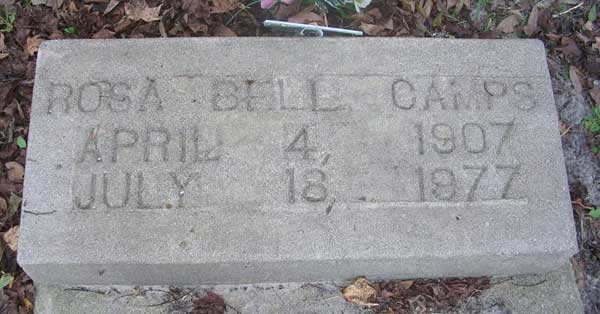 ROSA BELL CAMPS
APRIL 4, 1907
JULY 18, 1977